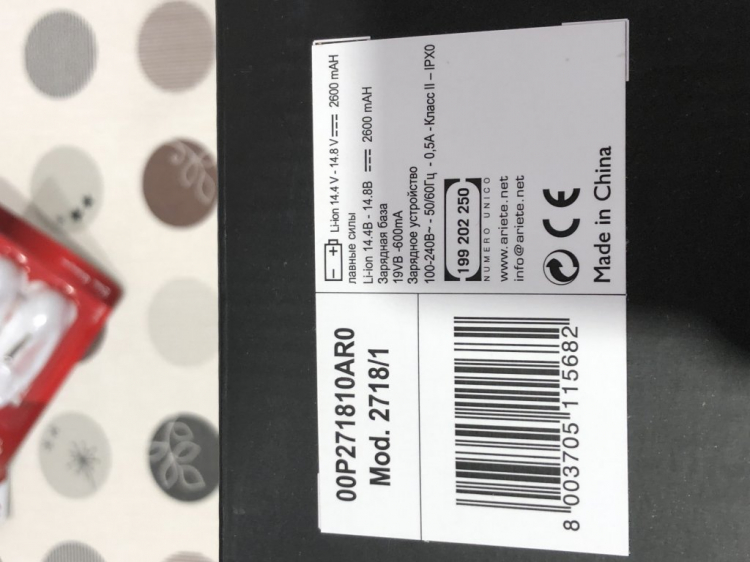 00P271810AR0
Mod. 2718/1
8 003705 115682
Li-ion 14.4 V - 14.8 V 2600 mAH
лавные силы
Li-Ion 14.4В - 14.8В 2600 mAH
Зарядная база
19VВ -600mA
Зарядное устройство
100-240В~ - 50/60Гц - 0,5A - Класс II – IPX0
199 202 250
NUMERO UNICO
www.ariete.net
info@ariete.net
CE
Made in China